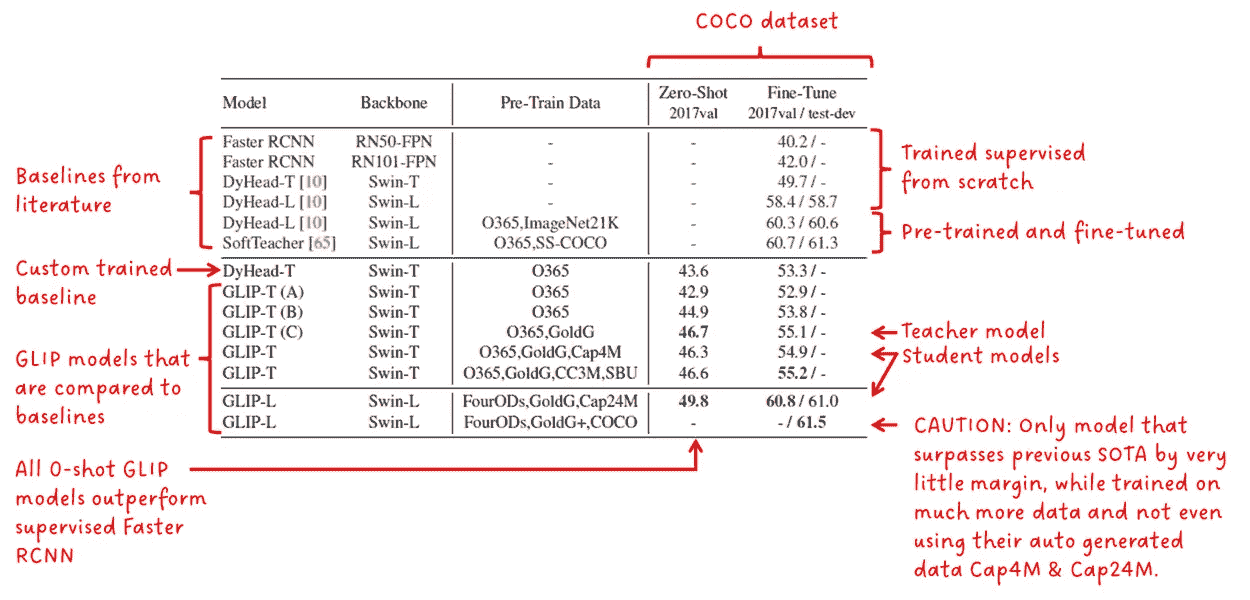 COCO dataset
Model Backbone Pre-Train Data Zero-Shot Fine-Tune
2017val 2017val / test-dev
Faster RCNN RN50-FPN - - 40.2 / -
Faster RCNN RN101-FPN - - 42.0 / -
DyHead-T [10] Swin-T - - 49.7 / -
DyHead-L [10] Swin-L - - 58.4 / 58.7
DyHead-L [10] Swin-L O365,ImageNet21K - 60.3 / 60.6
SoftTeacher [65] Swin-L O365,SS-COCO - 60.7 / 61.3
DyHead-T Swin-T O365 43.6 53.3 / -
GLIP-T (A) Swin-T O365 42.9 52.9 / -
GLIP-T (B) Swin-T O365 44.9 53.8 / -
GLIP-T (C) Swin-T O365,GoldG 46.7 55.1 / -
GLIP-T Swin-T O365,GoldG,Cap4M 46.3 54.9 / -
GLIP-T Swin-T O365,GoldG,CC3M,SBU 46.6 55.2 / -
GLIP-L Swin-L FourODs,GoldG,Cap24M 49.8 60.8 / 61.0
GLIP-L Swin-L FourODs,GoldG+,COCO - - / 61.5
Baselines from
literature
Custom trained
baseline
GLIP models that
are compared to
baselines
All 0-shot GLIP
models outperform
supervised Faster
RCNN
Trained supervised
from scratch
Pre-trained and fine-tuned
Teacher model
Student models
CAUTION: Only model that
surpasses previous SOTA by very
little margin, while trained on
much more data and not even
using their auto generated
data Cap4M & Cap24M.